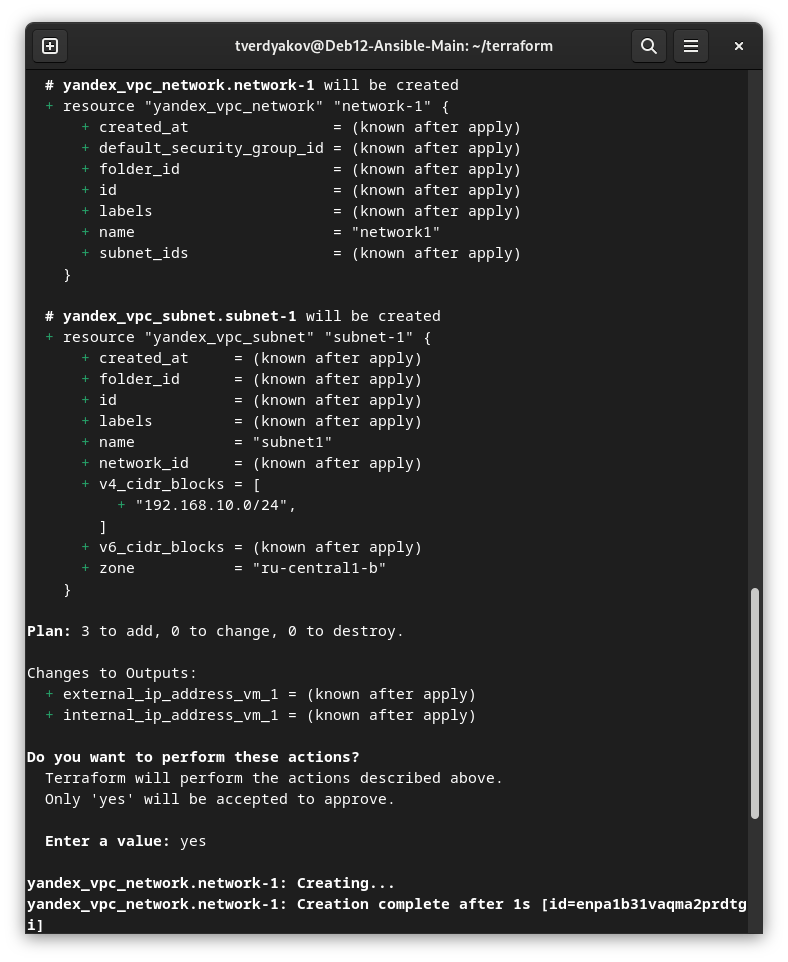 tverdyakov@Deb12-Ansible-Main: ~/terraform
# yandex_vpc_network.network-1 will be created
+ resource "yandex_vpc_network" "network-1" {
+ created_at                = (known after apply)
+ default_security_group_id = (known after apply)
+ folder_id                 = (known after apply)
+ id                        = (known after apply)
+ labels                    = (known after apply)
+ name                      = "network1"
+ subnet_ids                = (known after apply)
}
# yandex_vpc_subnet.subnet-1 will be created
+ resource "yandex_vpc_subnet" "subnet-1" {
+ created_at     = (known after apply)
+ folder_id      = (known after apply)
+ id             = (known after apply)
+ labels         = (known after apply)
+ name           = "subnet1"
+ network_id     = (known after apply)
+ v4_cidr_blocks = [
+ "192.168.10.0/24",
]
+ v6_cidr_blocks = (known after apply)
+ zone           = "ru-central1-b"
}
Plan: 3 to add, 0 to change, 0 to destroy.
Changes to Outputs:
+ external_ip_address_vm_1 = (known after apply)
+ internal_ip_address_vm_1 = (known after apply)
Do you want to perform these actions?
Terraform will perform the actions described above.
Only 'yes' will be accepted to approve.
Enter a value: yes
yandex_vpc_network.network-1: Creating...
yandex_vpc_network.network-1: Creation complete after 1s [id=enpa1b31vaqma2prdtg
i]